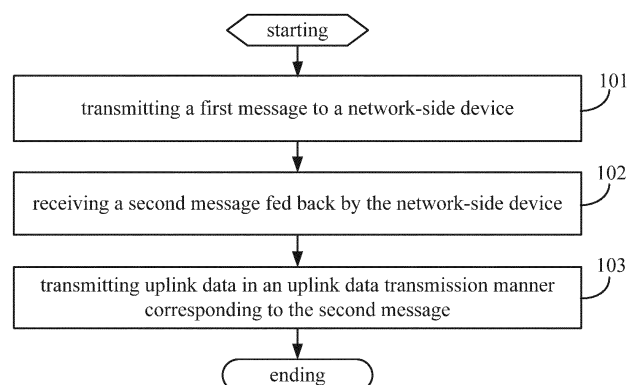 starting
transmitting a first message to a network-side device
101
receiving a second message fed back by the network-side device
102
transmitting uplink data in an uplink data transmission manner
corresponding to the second message
103
ending